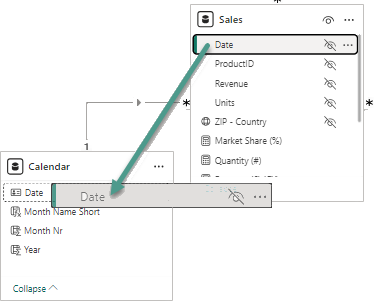 *
Sales
Date
ProductID
Revenue
Units
*
*
ZIP - Country
Market Share (%)
Quantity (#)
1
Calendar
Date
Date
Month Name Short
Month Nr
Year
Collapse